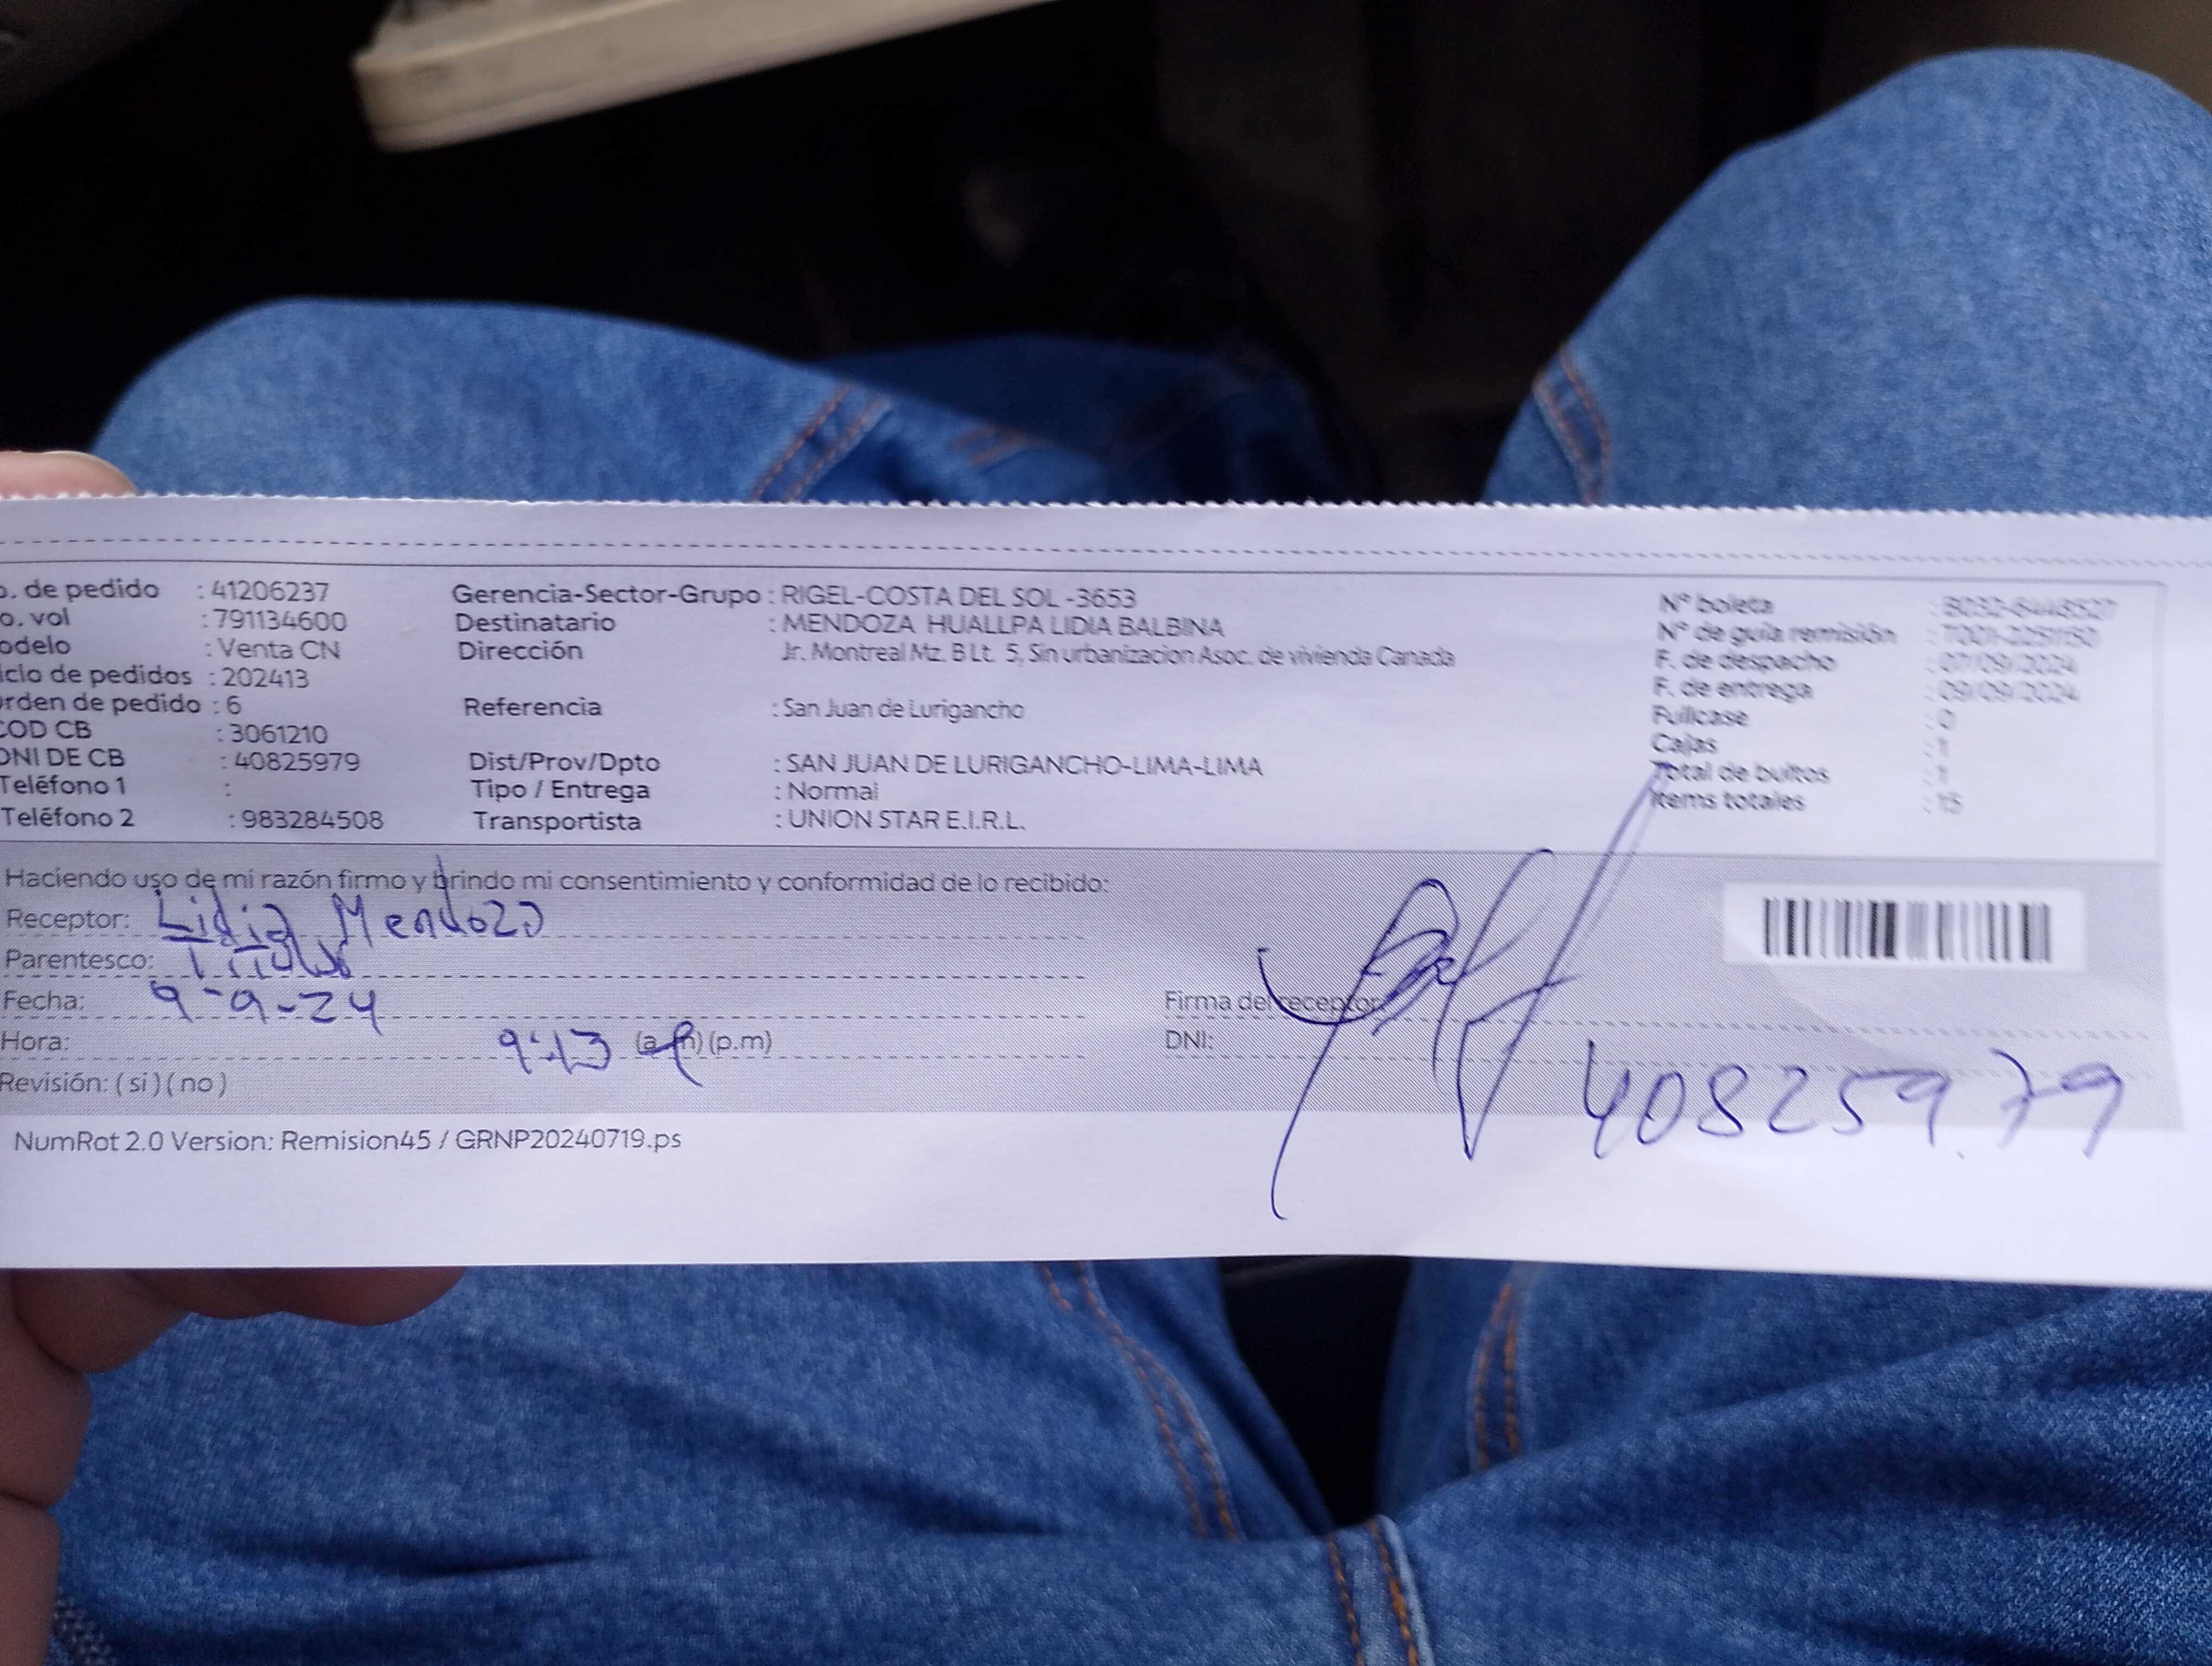 o. de pedido : 41206237 Gerencia-Sector-Grupo : RIGEL-COSTA DEL SOL -3653 N° boleta
o. vol : 791134600 Destinatario : MENDOZA HUALLPA LIDIA BALBINA N° de guía remisión
odelo : Venta CN Dirección Jr. Montreal Mz. B Lt. 5, Sin urbanizacion Asoc. de vivienda Canada F. de despacho : 07/09/2024
iclo de pedidos : 202413 F. de entrega : 09/09/2024
rden de pedido : 6 Referencia : San Juan de Lurigancho Fullcase : 0
COD CB : 3061210 Cajas : 1
DNI DE CB : 40825979 Dist/Prov/Dpto : SAN JUAN DE LURIGANCHO-LIMA-LIMA Total de bultos : 1
Teléfono 1 : Tipo / Entrega : Normal Items totales : 15
Teléfono 2 : 983284508 Transportista : UNION STAR E.I.R.L.
Haciendo uso de mi razón firmo y brindo mi consentimiento y conformidad de lo recibido:
Receptor: Lidia Mendoza
Parentesco: Titular
Fecha: 9-9-24 Firma del receptor
Hora: 9:13 (a.m) (p.m) DNI: 40825979
Revisión: ( si ) ( no )
NumRot 2.0 Version: Remision45 / GRNP20240719.ps